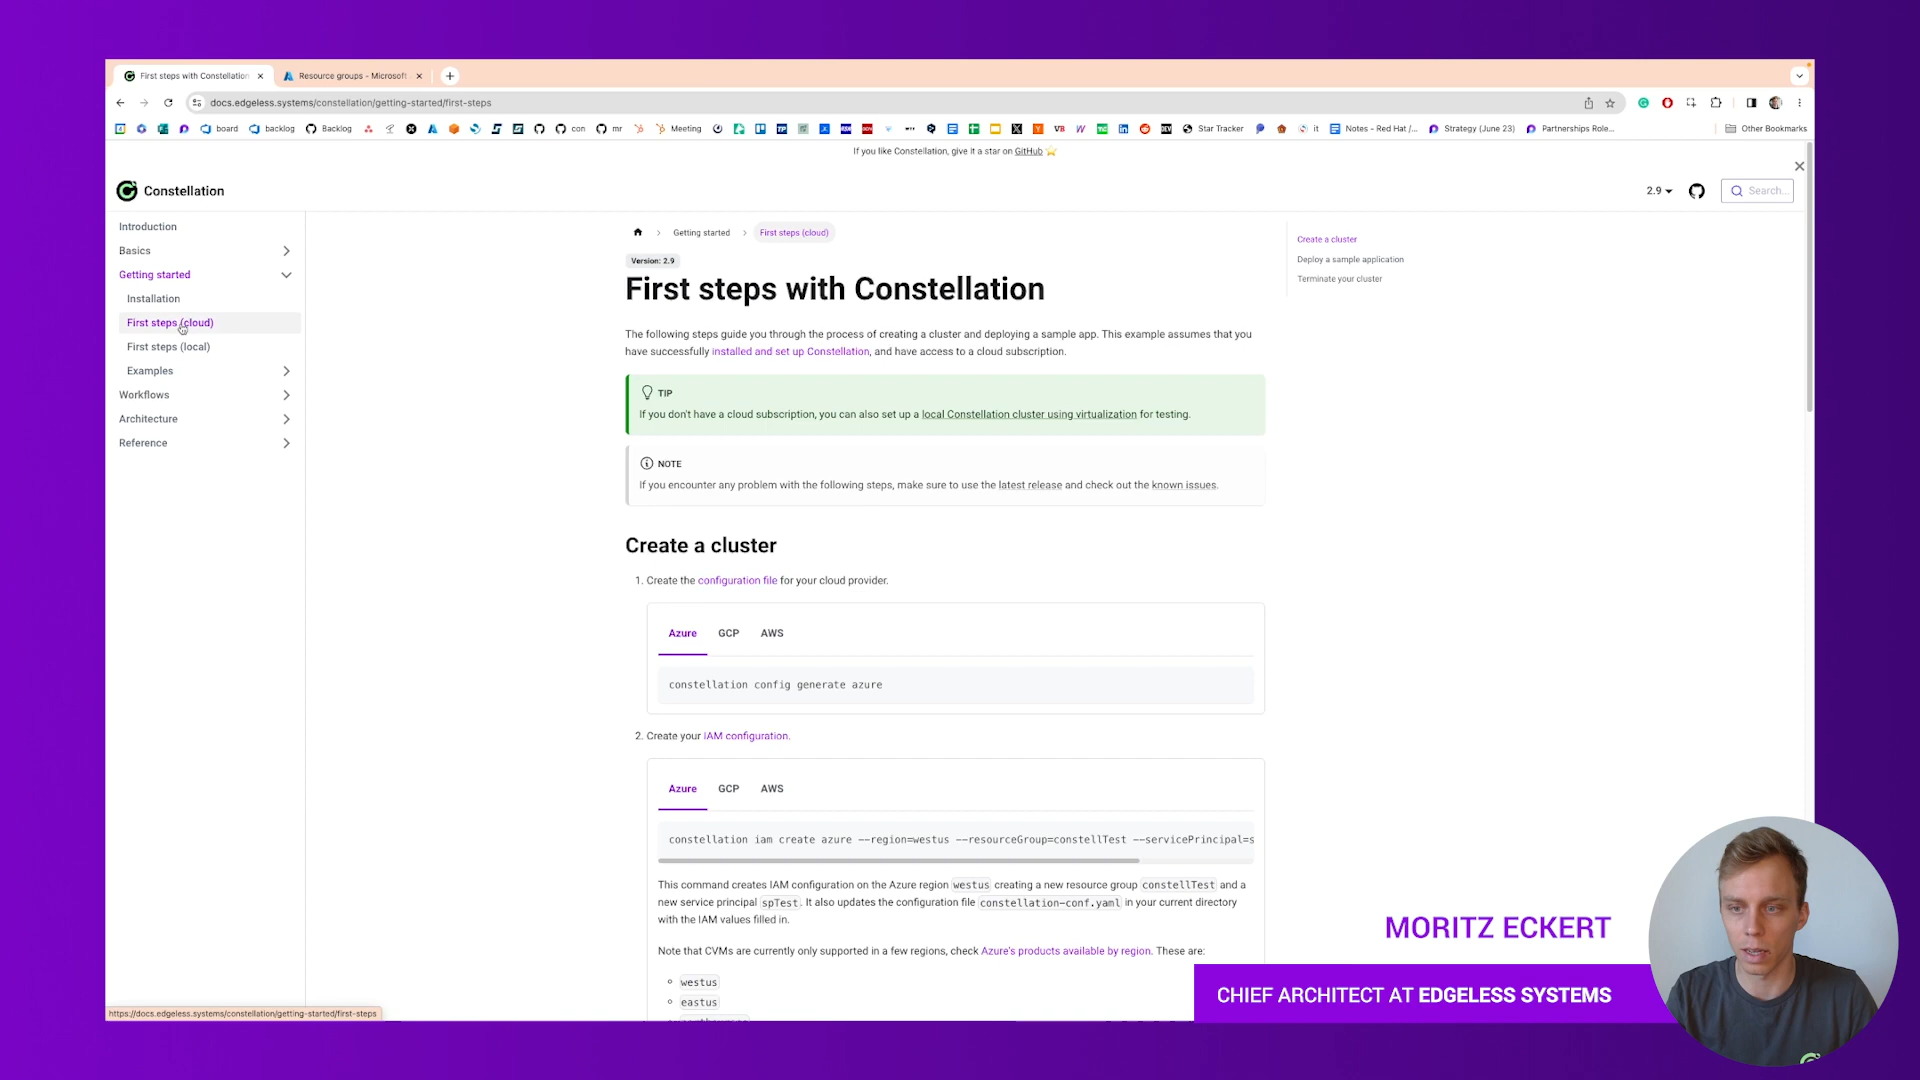 First steps with Constellation
Resource groups - Microsoft
docs.edgeless.systems/constellation/getting-started/first-steps
board
backlog
Backlog
con
mr
Meeting
Star Tracker
it
Notes - Red Hat /...
Strategy (June 23)
Partnerships Role...
Other Bookmarks
If you like Constellation, give it a star on GitHub ⭐
Constellation
2.9
Search...
Introduction
Basics
Getting started
Installation
First steps (cloud)
First steps (local)
Examples
Workflows
Architecture
Reference
Getting started
First steps (cloud)
Version: 2.9
First steps with Constellation
The following steps guide you through the process of creating a cluster and deploying a sample app. This example assumes that you
have successfully installed and set up Constellation, and have access to a cloud subscription.
TIP
If you don't have a cloud subscription, you can also set up a local Constellation cluster using virtualization for testing.
NOTE
If you encounter any problem with the following steps, make sure to use the latest release and check out the known issues.
Create a cluster
1. Create the configuration file for your cloud provider.
Azure GCP AWS
constellation config generate azure
2. Create your IAM configuration.
Azure GCP AWS
constellation iam create azure --region=westus --resourceGroup=constellTest --servicePrincipal=s
This command creates IAM configuration on the Azure region westus creating a new resource group constellTest and a
new service principal spTest. It also updates the configuration file constellation-conf.yaml in your current directory
with the IAM values filled in.
Note that CVMs are currently only supported in a few regions, check Azure's products available by region. These are:
westus
eastus
Create a cluster
Deploy a sample application
Terminate your cluster
https://docs.edgeless.systems/constellation/getting-started/first-steps
MORITZ ECKERT
CHIEF ARCHITECT AT EDGELESS SYSTEMS